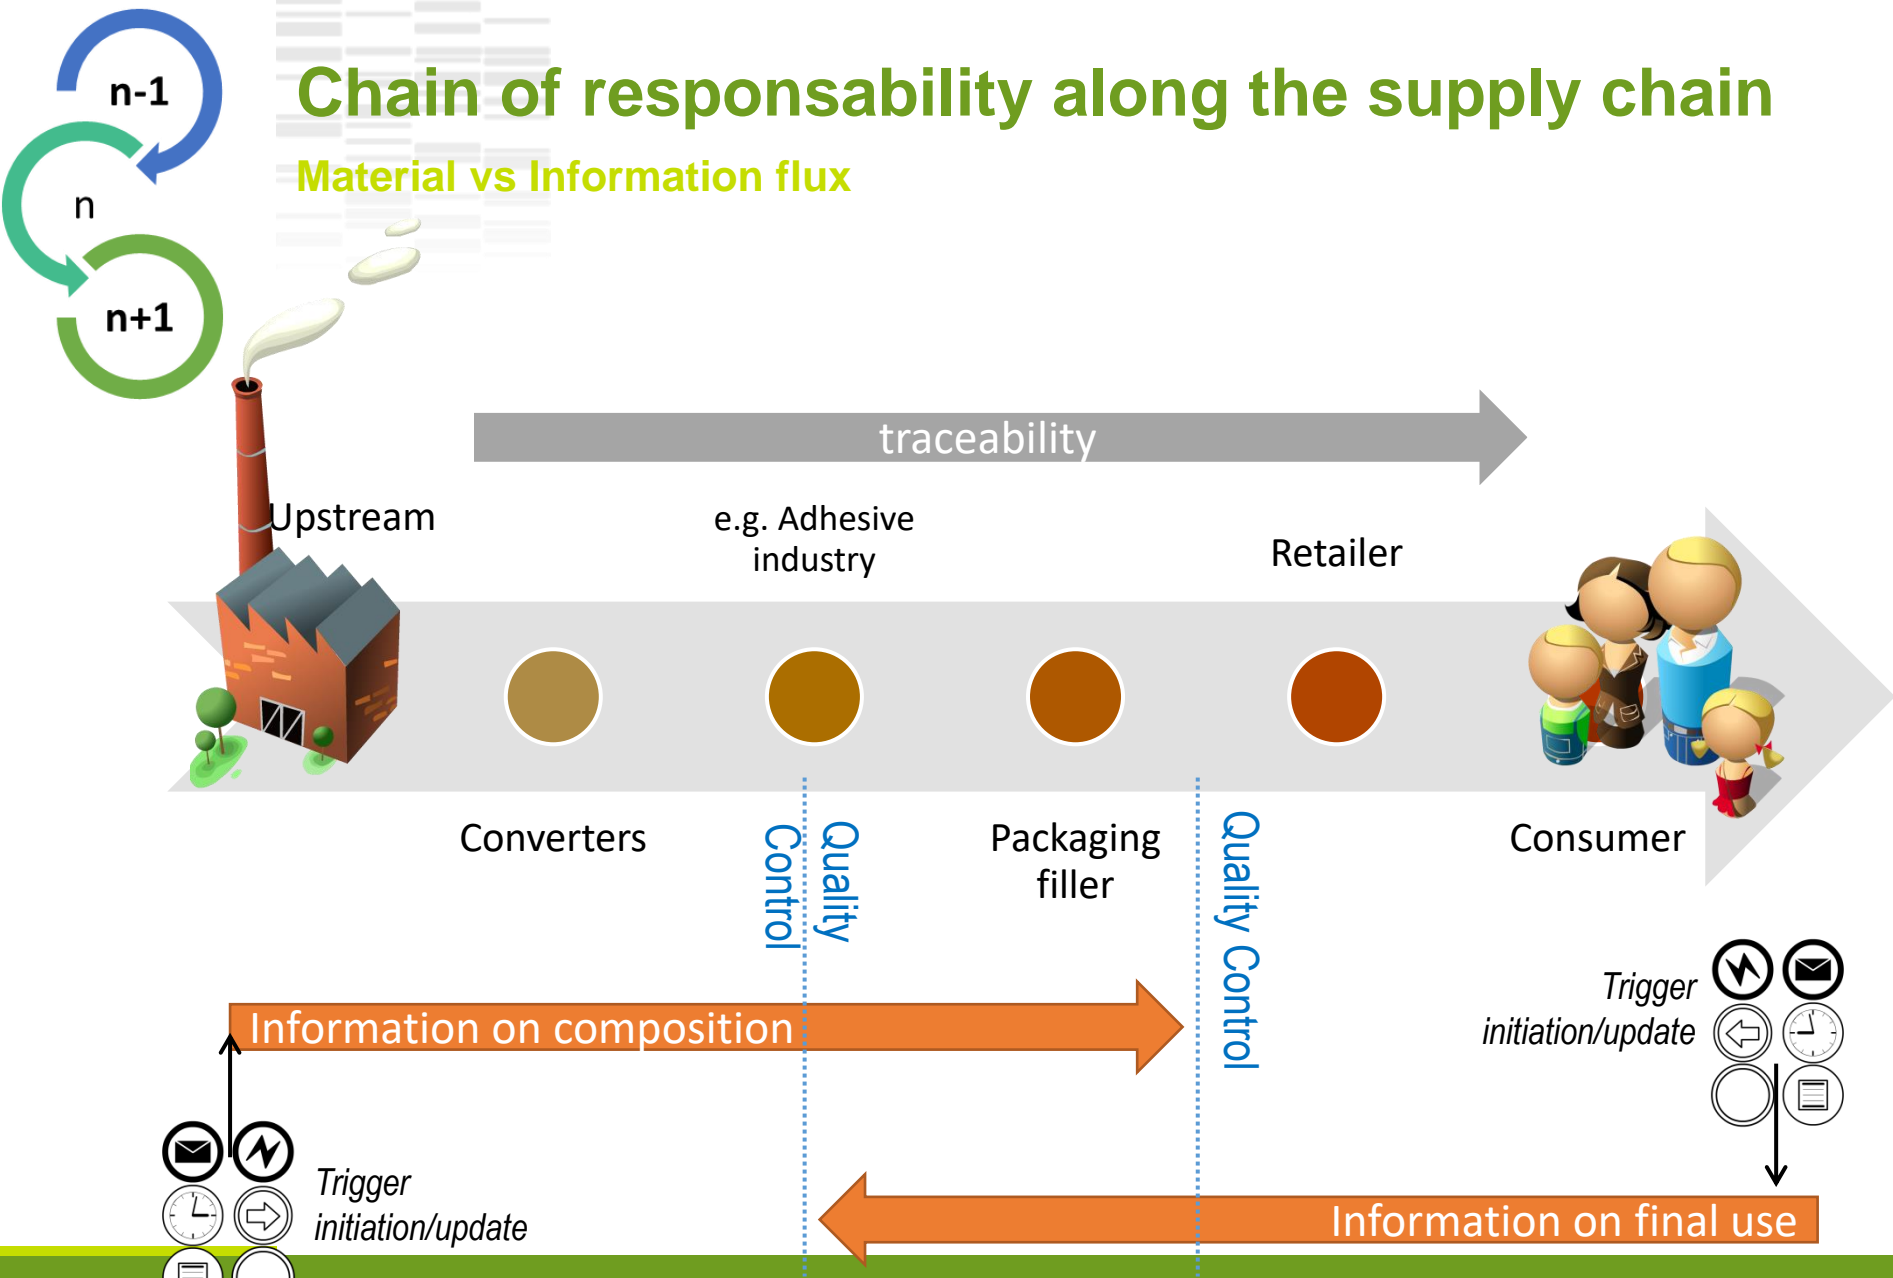 n-1
n
n+1
Chain of responsability along the supply chain
Material vs Information flux
traceability
Upstream
e.g. Adhesive
industry
Retailer
Converters
Quality
Control
Packaging
filler
Quality Control
Consumer
Information on composition
Trigger
initiation/update
Trigger
initiation/update
Information on final use